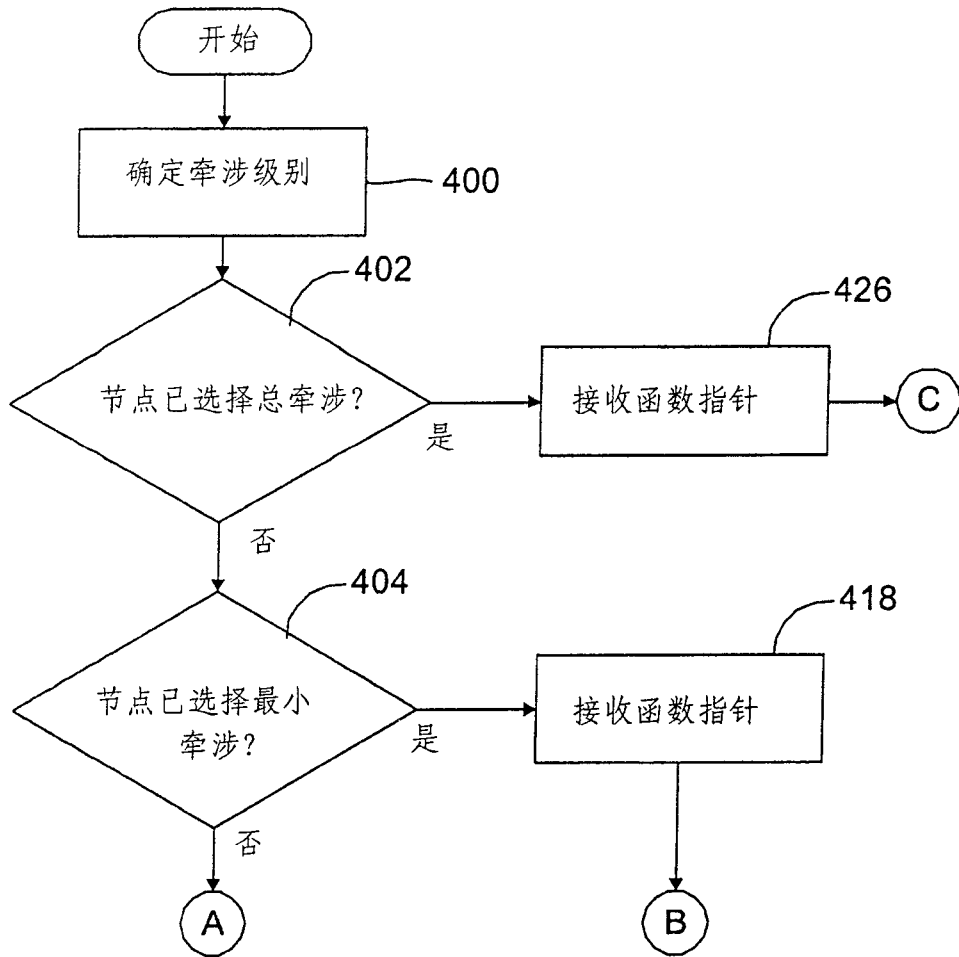 开始
确定牵涉级别
400
402
节点已选择总牵涉?
是
426
接收函数指针
C
否
404
节点已选择最小
牵涉?
是
418
接收函数指针
否
A
B